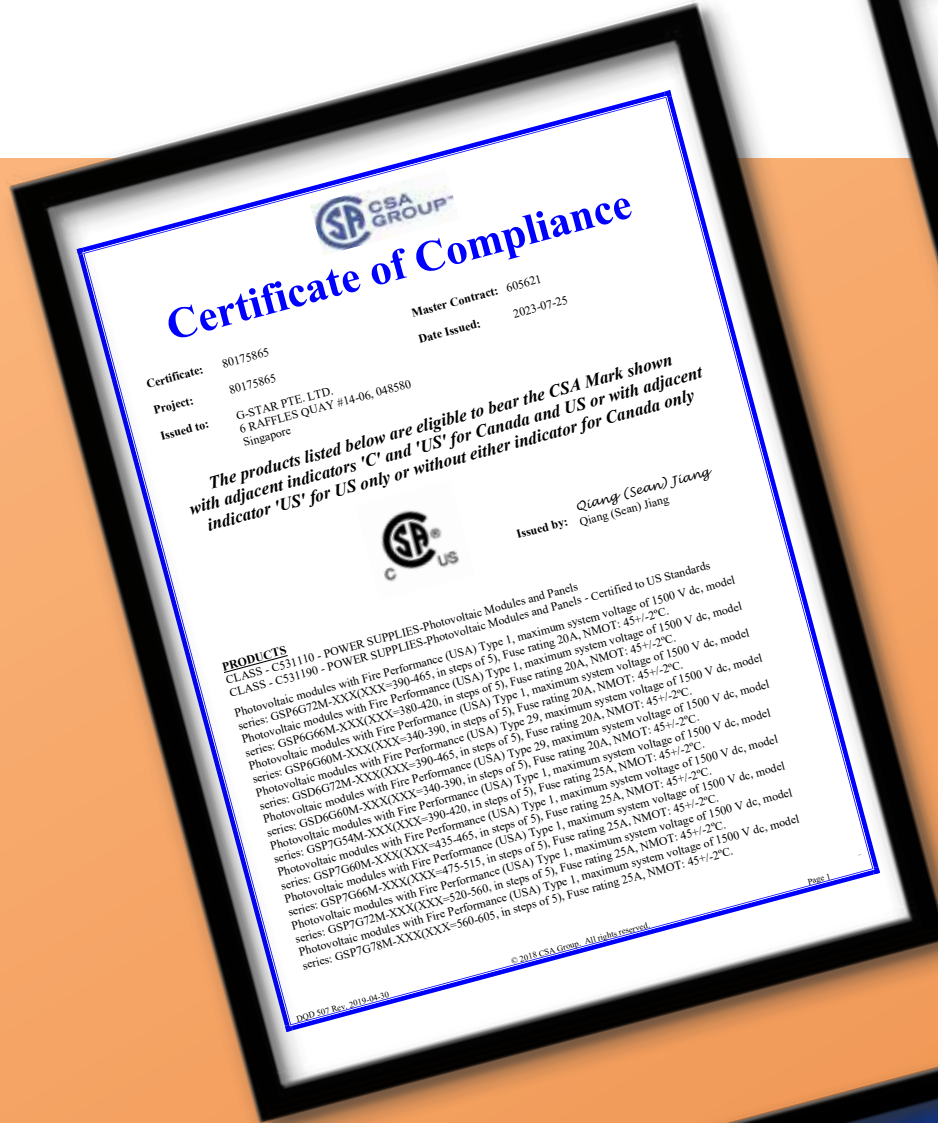 CSA
CSA
GROUP™
Certificate of Compliance
Certificate: 80175865
Master Contract: 605621
Project: 80175865
Date Issued: 2023-07-25
Issued to: G-STAR PTE. LTD.
6 RAFFLES QUAY #14-06, 048580
Singapore
The products listed below are eligible to bear the CSA Mark shown
with adjacent indicators 'C' and 'US' for Canada and US or with adjacent
indicator 'US' for US only or without either indicator for Canada only
CSA®
C US
Qiang (Sean) Jiang
Issued by: Qiang (Sean) Jiang
PRODUCTS
CLASS - C531110 - POWER SUPPLIES-Photovoltaic Modules and Panels
CLASS - C531190 - POWER SUPPLIES-Photovoltaic Modules and Panels - Certified to US Standards
Photovoltaic modules with Fire Performance (USA) Type 1, maximum system voltage of 1500 V dc, model
series: GSP6G72M-XXX(XXX=390-465, in steps of 5), Fuse rating 20A, NMOT: 45+/-2ºC.
Photovoltaic modules with Fire Performance (USA) Type 1, maximum system voltage of 1500 V dc, model
series: GSP6G66M-XXX(XXX=380-420, in steps of 5), Fuse rating 20A, NMOT: 45+/-2ºC.
Photovoltaic modules with Fire Performance (USA) Type 1, maximum system voltage of 1500 V dc, model
series: GSP6G60M-XXX(XXX=340-390, in steps of 5), Fuse rating 20A, NMOT: 45+/-2ºC.
Photovoltaic modules with Fire Performance (USA) Type 29, maximum system voltage of 1500 V dc, model
series: GSD6G72M-XXX(XXX=390-465, in steps of 5), Fuse rating 20A, NMOT: 45+/-2ºC.
Photovoltaic modules with Fire Performance (USA) Type 29, maximum system voltage of 1500 V dc, model
series: GSD6G60M-XXX(XXX=340-390, in steps of 5), Fuse rating 20A, NMOT: 45+/-2ºC.
Photovoltaic modules with Fire Performance (USA) Type 1, maximum system voltage of 1500 V dc, model
series: GSP7G54M-XXX(XXX=390-420, in steps of 5), Fuse rating 25A, NMOT: 45+/-2ºC.
Photovoltaic modules with Fire Performance (USA) Type 1, maximum system voltage of 1500 V dc, model
series: GSP7G60M-XXX(XXX=435-465, in steps of 5), Fuse rating 25A, NMOT: 45+/-2ºC.
Photovoltaic modules with Fire Performance (USA) Type 1, maximum system voltage of 1500 V dc, model
series: GSP7G66M-XXX(XXX=475-515, in steps of 5), Fuse rating 25A, NMOT: 45+/-2ºC.
Photovoltaic modules with Fire Performance (USA) Type 1, maximum system voltage of 1500 V dc, model
series: GSP7G72M-XXX(XXX=520-560, in steps of 5), Fuse rating 25A, NMOT: 45+/-2ºC.
Photovoltaic modules with Fire Performance (USA) Type 1, maximum system voltage of 1500 V dc, model
series: GSP7G78M-XXX(XXX=560-605, in steps of 5), Fuse rating 25A, NMOT: 45+/-2ºC.
DQD 507 Rev. 2019-04-30
© 2018 CSA Group. All rights reserved.
Page 1